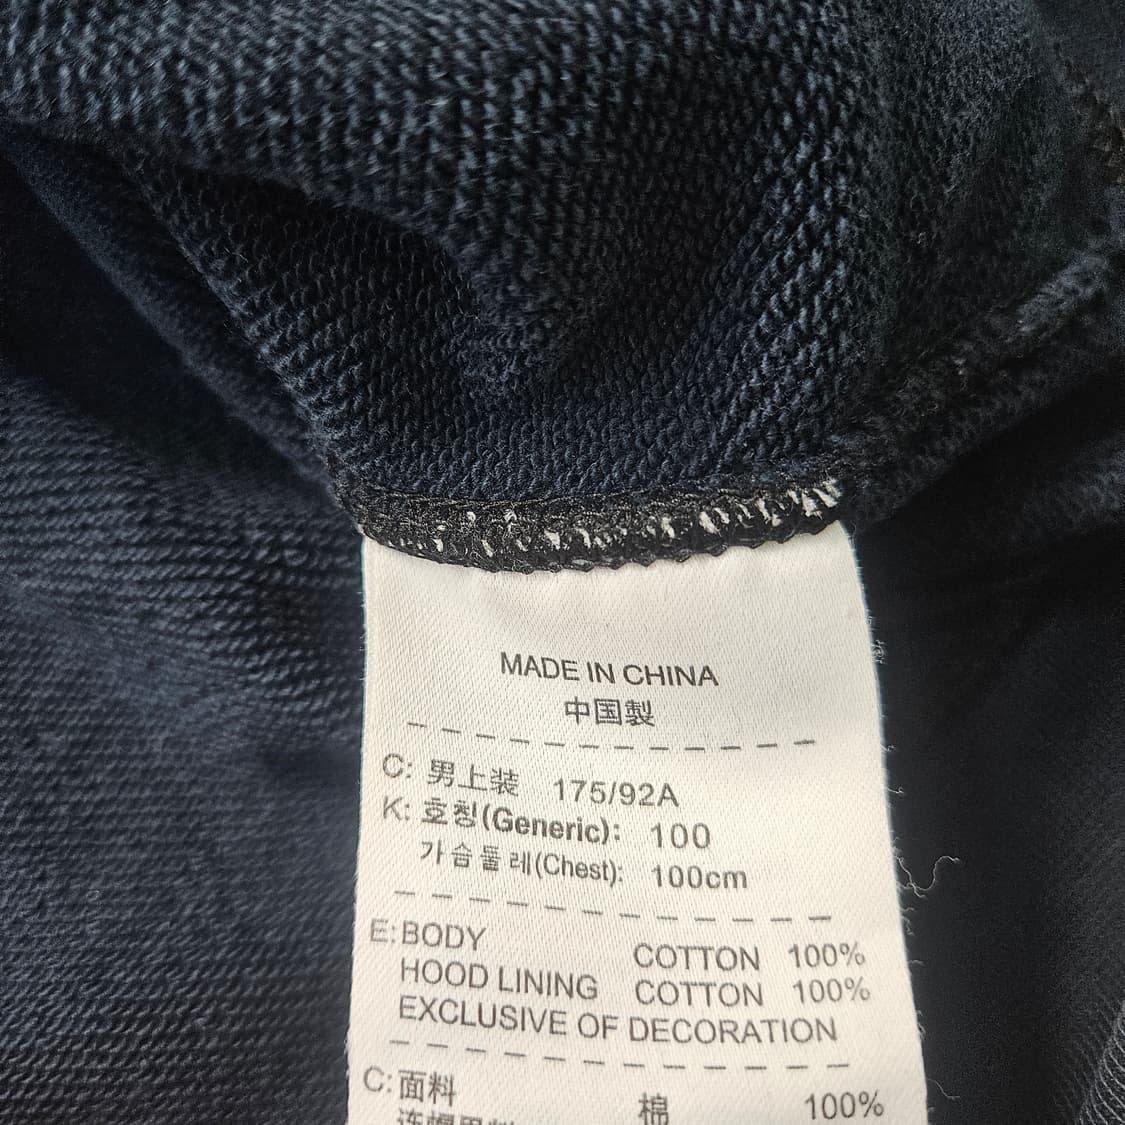 MADE IN CHINA
中国製
C: 男上装 175/92A
K: 호칭(Generic): 100
가슴둘레(Chest): 100cm
E: BODY COTTON 100%
HOOD LINING COTTON 100%
EXCLUSIVE OF DECORATION
C: 面料 棉 100%